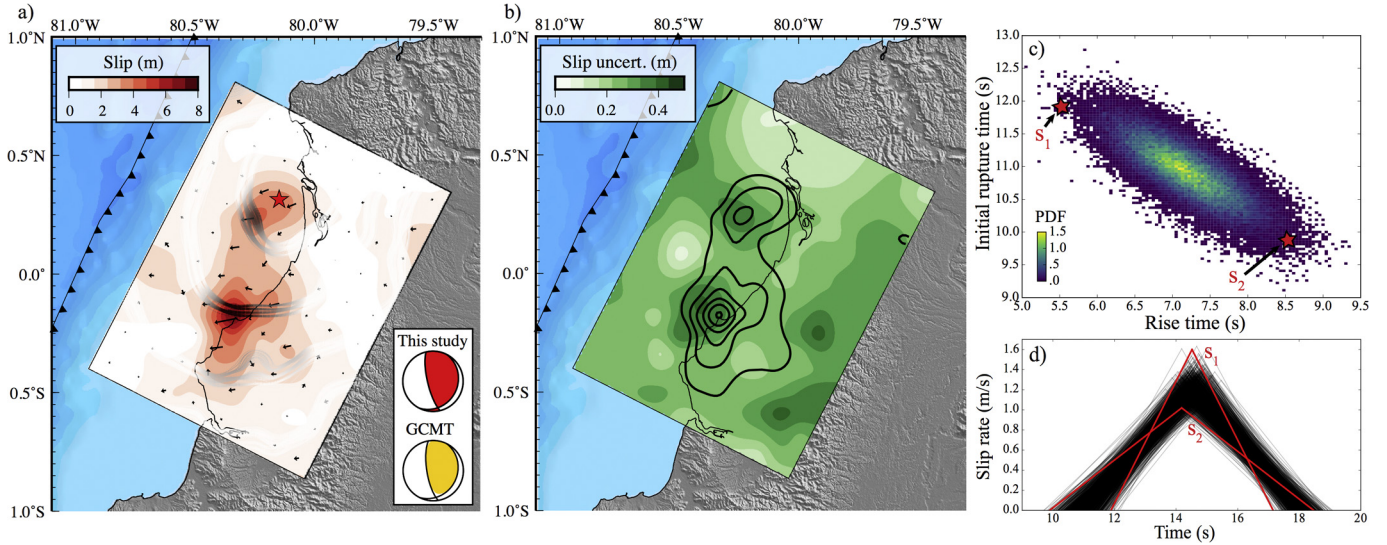 a)
81.0°W 80.5°W 80.0°W 79.5°W
1.0°N
0.5°N
0.0°
0.5°S
1.0°S
Slip (m)
0 2 4 6 8
This study
GCMT
b)
81.0°W 80.5°W 80.0°W 79.5°W
1.0°N
0.5°N
0.0°
0.5°S
1.0°S
Slip uncert. (m)
0.0 0.2 0.4
c)
Initial rupture time (s)
13.0
12.5
12.0
11.5
11.0
10.5
10.0
9.5
9.0
S1
S2
PDF
1.5
1.0
.5
.0
5.0 5.5 6.0 6.5 7.0 7.5 8.0 8.5 9.0 9.5
Rise time (s)
d)
Slip rate (m/s)
1.6
1.4
1.2
1.0
0.8
0.6
0.4
0.2
0.0
S1
S2
10 12 14 16 18 20
Time (s)